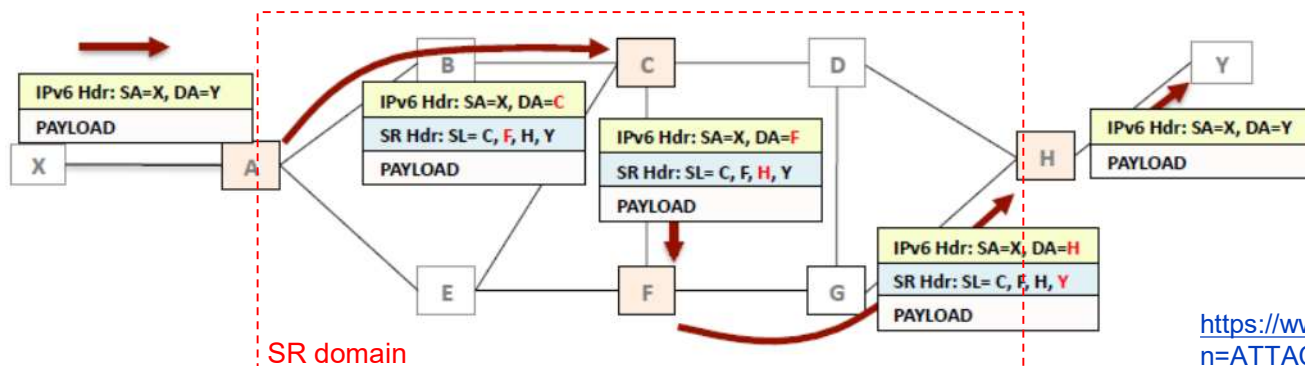 IPv6 Hdr: SA=X, DA=Y
PAYLOAD
X
A
B
IPv6 Hdr: SA=X, DA=C
SR Hdr: SL= C, F, H, Y
PAYLOAD
C
D
IPv6 Hdr: SA=X, DA=F
SR Hdr: SL= C, F, H, Y
PAYLOAD
E
F
G
IPv6 Hdr: SA=X, DA=H
SR Hdr: SL= C, F, H, Y
PAYLOAD
H
Y
IPv6 Hdr: SA=X, DA=Y
PAYLOAD
SR domain
https://w
n=ATTA